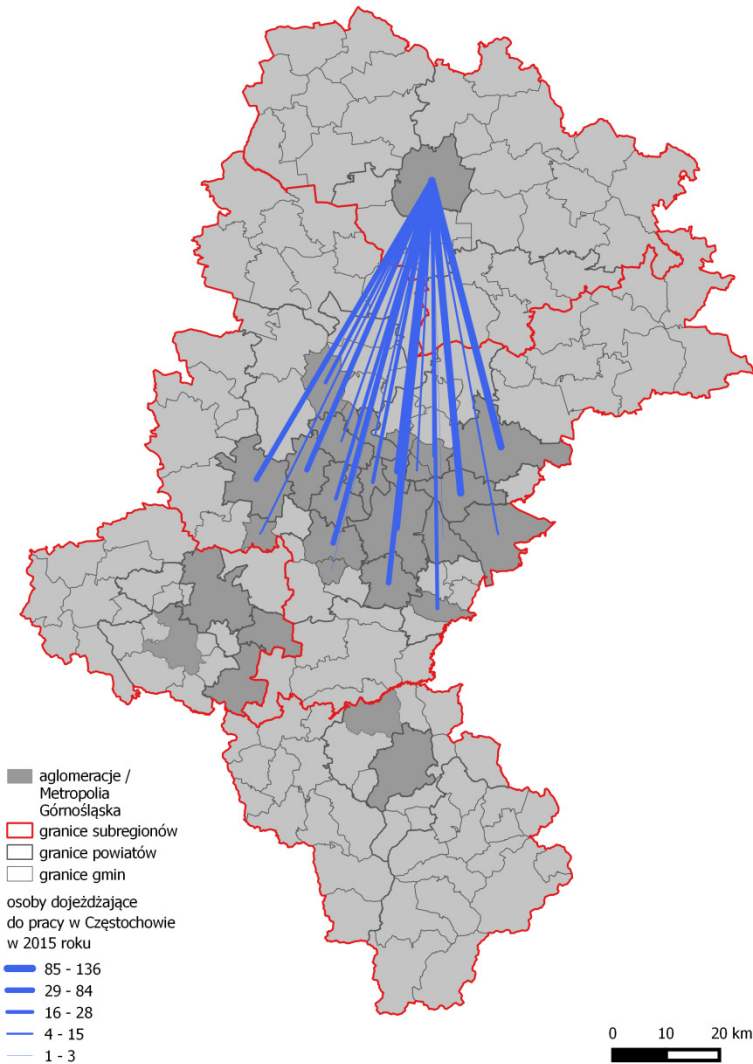 aglomeracje /
Metropolia
Górnośląska
granice subregionów
granice powiatów
granice gmin
osoby dojeżdżające
do pracy w Częstochowie
w 2015 roku
85 - 136
29 - 84
16 - 28
4 - 15
1 - 3
0 10 20 km